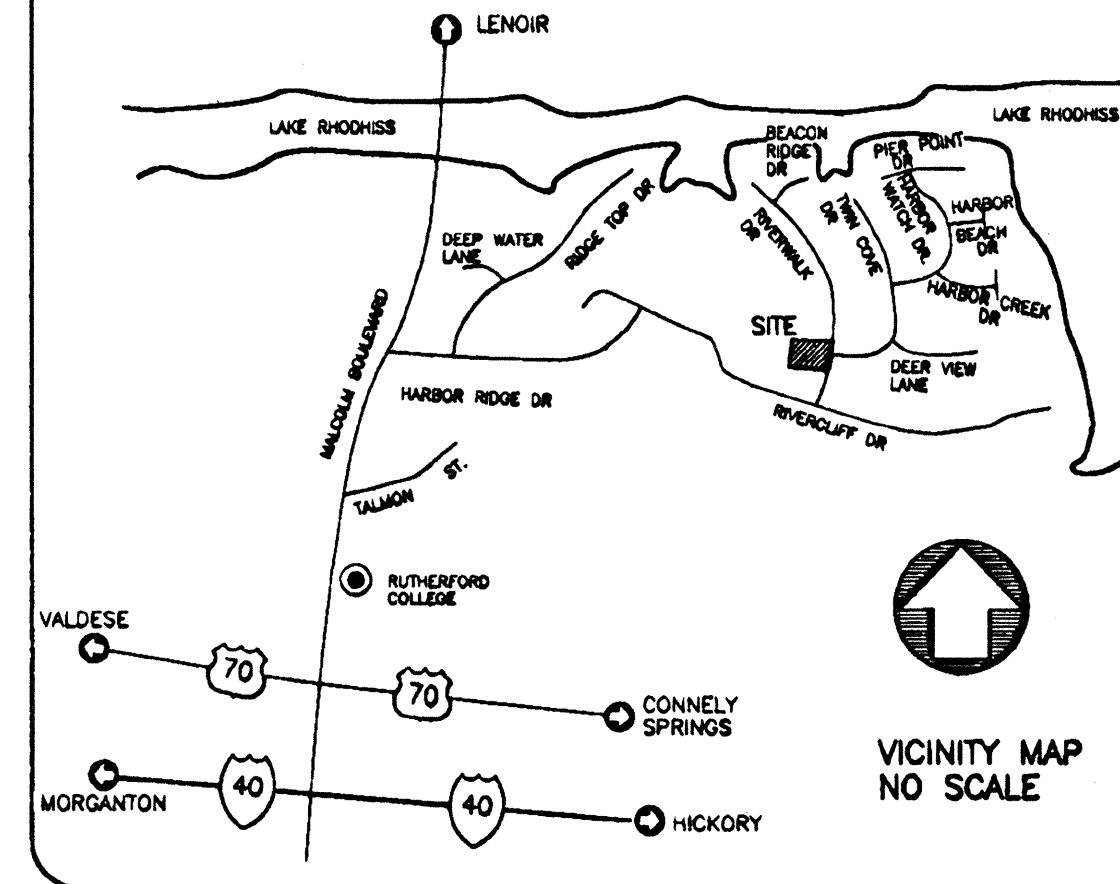 LENOIR
LAKE RHODHISS
LAKE RHODHISS
BEACON
RIDGE
DR
PIER POINT
DR
HARBOR
WATCH DR.
HARBOR
BEACH
DR
HARBOR CREEK
DR
TWIN COVE
DR
RIVERWALK
DR
RIDGE TOP DR
DEEP WATER
LANE
SITE
DEER VIEW
LANE
MALCOLM BOULEVARD
HARBOR RIDGE DR
RIVERCLIFF DR
TALMON ST.
RUTHERFORD
COLLEGE
VALDESE
70
70
CONNELY
SPRINGS
MORGANTON
40
40
HICKORY
VICINITY MAP
NO SCALE